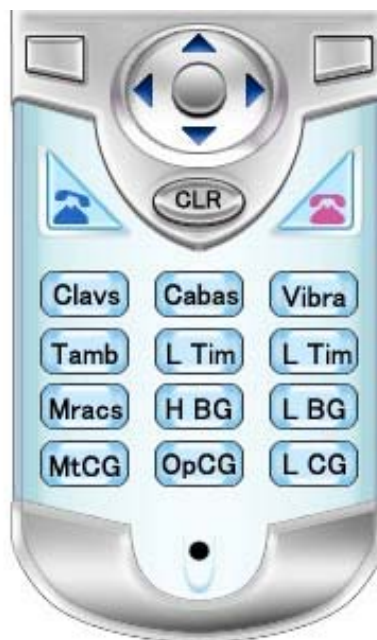 CLR
Clavs Cabas Vibra
Tamb L Tim L Tim
Mracs H BG L BG
MtCG OpCG L CG